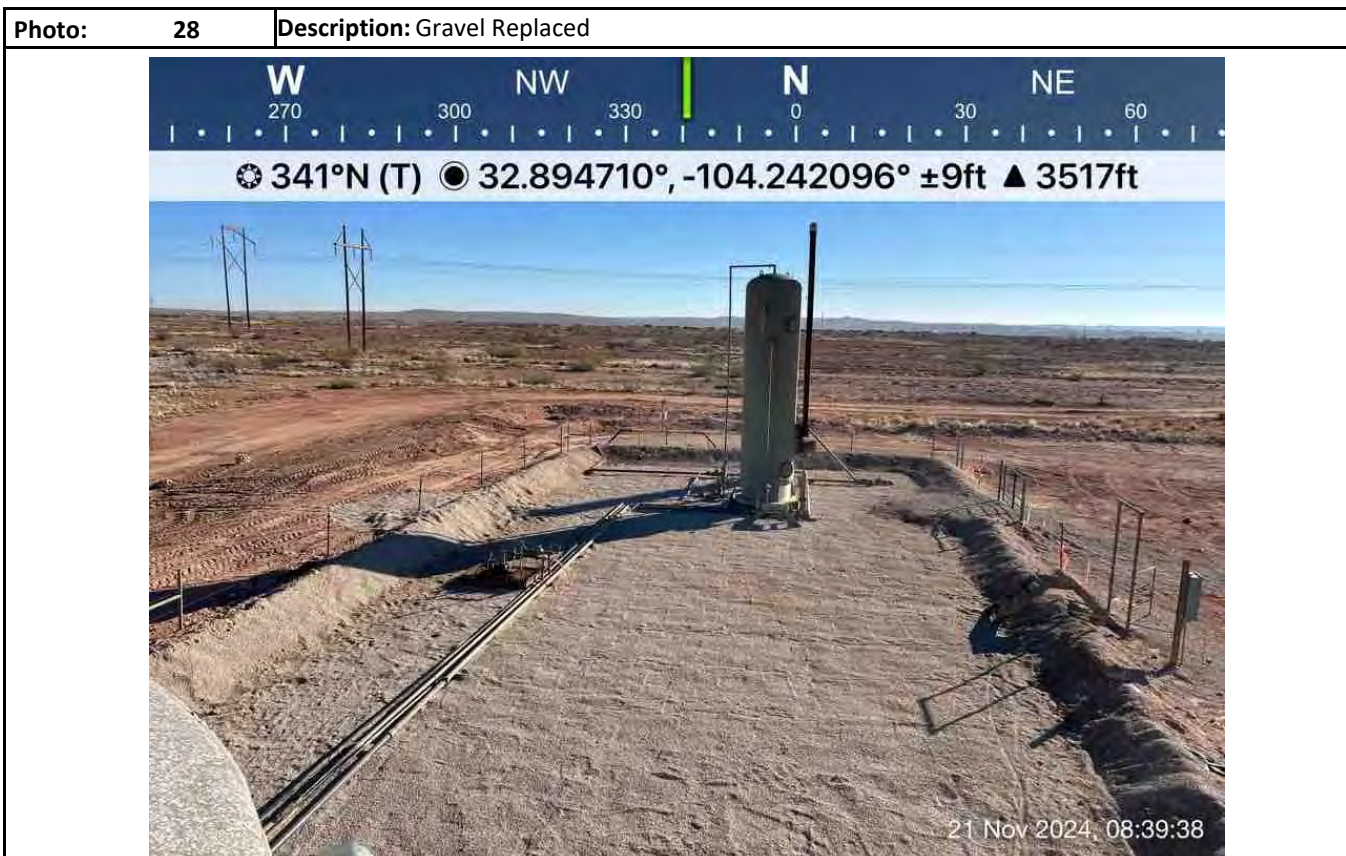 Photo: 28 Description: Gravel Replaced
W NW N NE
270 300 330 0 30 60
341°N (T) 32.894710°, -104.242096° ±9ft ▲ 3517ft
21 Nov 2024, 08:39:38